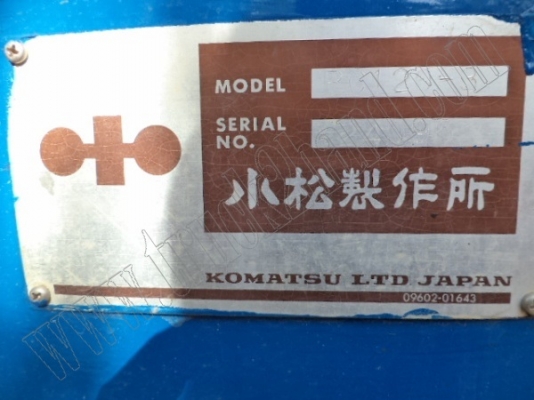 MODEL
SERIAL
NO.
小松製作所
KOMATSU LTD JAPAN
09602-01643